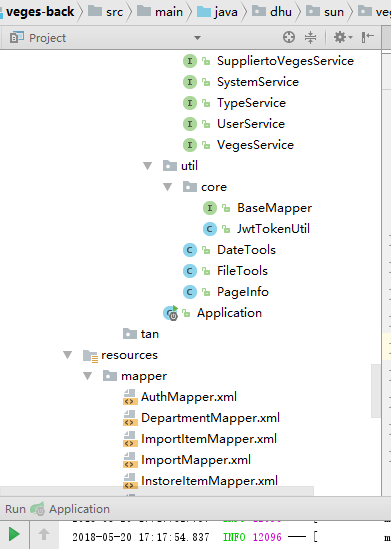 veges-back src main java dhu sun ve
Project
SuppliertoVegesService
SystemService
TypeService
UserService
VegesService
util
core
BaseMapper
JwtTokenUtil
DateTools
FileTools
PageInfo
Application
tan
resources
mapper
AuthMapper.xml
DepartmentMapper.xml
ImportItemMapper.xml
ImportMapper.xml
InstoreItemMapper.xml
Run Application
2018-05-20 17:17:54.837 INFO 12096 --- [ m